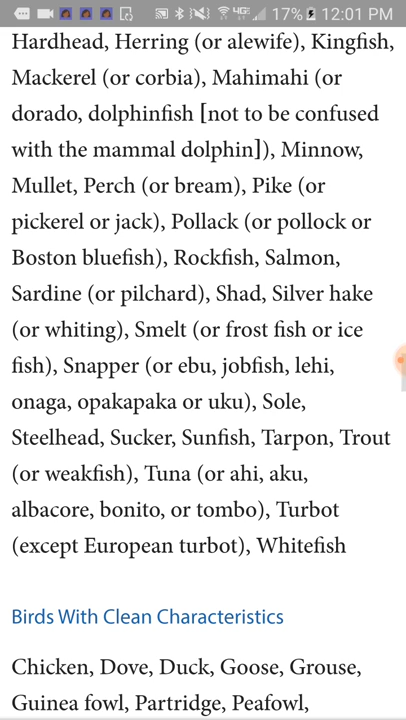 4G 17% 12:01 PM
Hardhead, Herring (or alewife), Kingfish,
Mackerel (or corbia), Mahimahi (or
dorado, dolphinfish [not to be confused
with the mammal dolphin]), Minnow,
Mullet, Perch (or bream), Pike (or
pickerel or jack), Pollack (or pollock or
Boston bluefish), Rockfish, Salmon,
Sardine (or pilchard), Shad, Silver hake
(or whiting), Smelt (or frost fish or ice
fish), Snapper (or ebu, jobfish, lehi,
onaga, opakapaka or uku), Sole,
Steelhead, Sucker, Sunfish, Tarpon, Trout
(or weakfish), Tuna (or ahi, aku,
albacore, bonito, or tombo), Turbot
(except European turbot), Whitefish
Birds With Clean Characteristics
Chicken, Dove, Duck, Goose, Grouse,
Guinea fowl, Partridge, Peafowl,